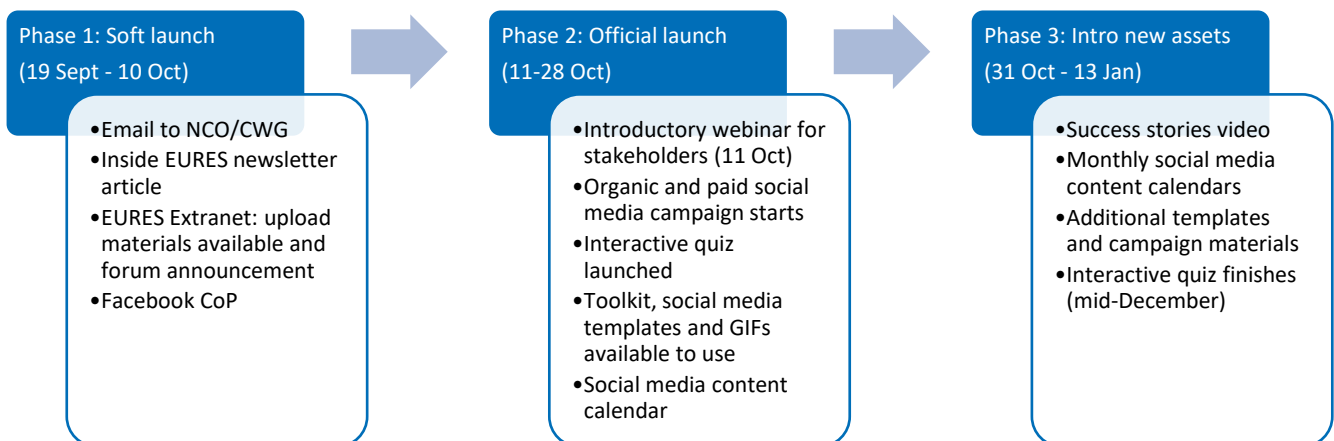 Phase 1: Soft launch
(19 Sept - 10 Oct)
•Email to NCO/CWG
•Inside EURES newsletter
article
•EURES Extranet: upload
materials available and
forum announcement
•Facebook CoP
Phase 2: Official launch
(11-28 Oct)
•Introductory webinar for
stakeholders (11 Oct)
•Organic and paid social
media campaign starts
•Interactive quiz
launched
•Toolkit, social media
templates and GIFs
available to use
•Social media content
calendar
Phase 3: Intro new assets
(31 Oct - 13 Jan)
•Success stories video
•Monthly social media
content calendars
•Additional templates
and campaign materials
•Interactive quiz finishes
(mid-December)